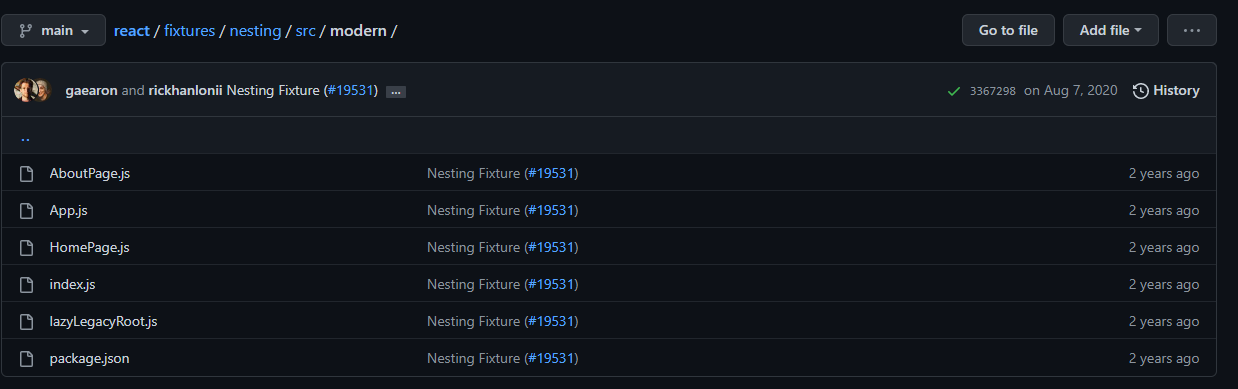 main react / fixtures / nesting / src / modern / Go to file Add file ...
gaearon and rickhanlonii Nesting Fixture (#19531) ... 3367298 on Aug 7, 2020 History
..
AboutPage.js Nesting Fixture (#19531) 2 years ago
App.js Nesting Fixture (#19531) 2 years ago
HomePage.js Nesting Fixture (#19531) 2 years ago
index.js Nesting Fixture (#19531) 2 years ago
lazyLegacyRoot.js Nesting Fixture (#19531) 2 years ago
package.json Nesting Fixture (#19531) 2 years ago